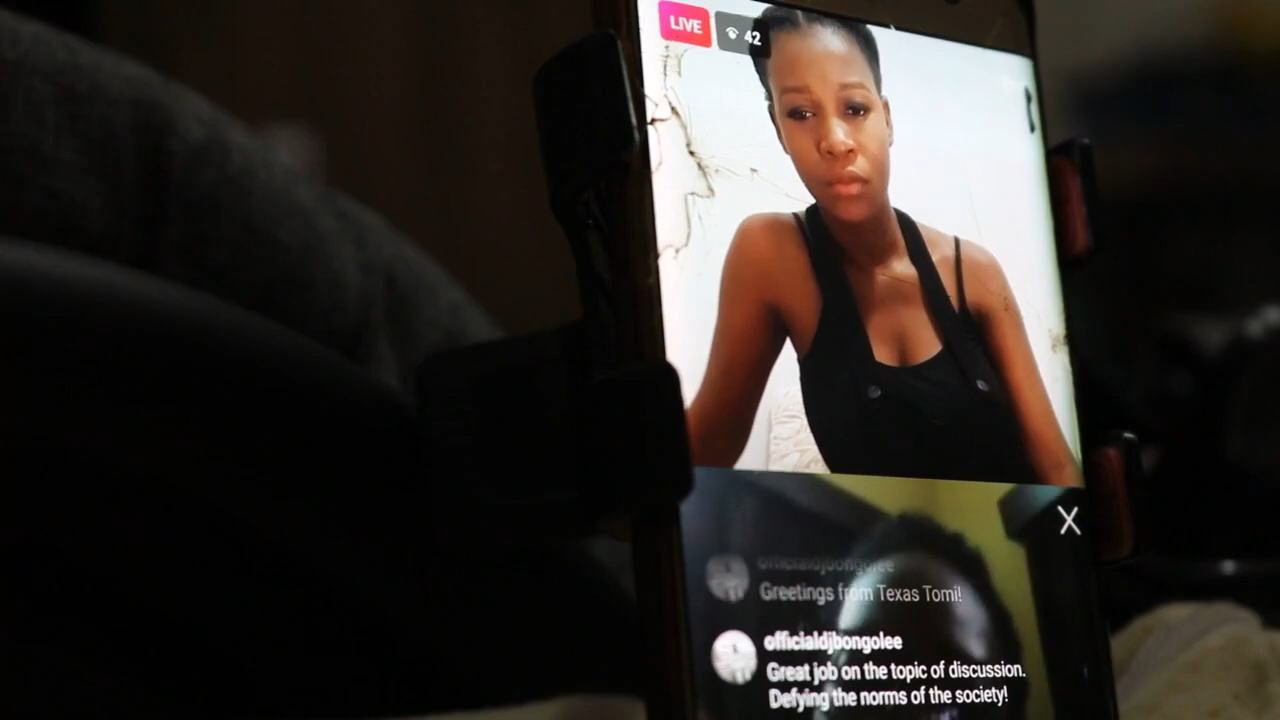 LIVE
42
officialdjbongolee
Greetings from Texas Tomi!
officialdjbongolee
Great job on the topic of discussion.
Defying the norms of the society!